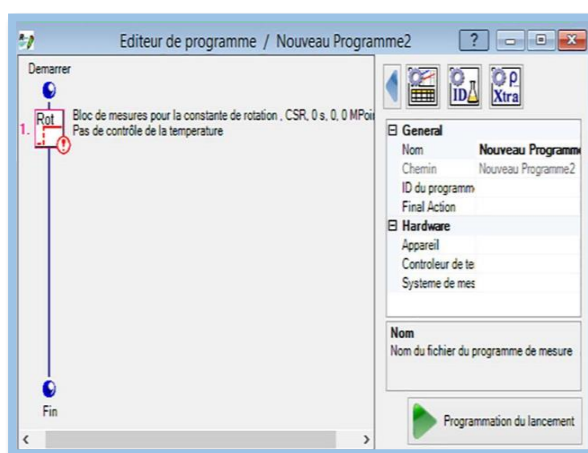 Editeur de programme / Nouveau Programme2
?
Demarrer
Rot
1.
Bloc de mesures pour la constante de rotation , CSR, 0 s, 0, 0 MPoi
Pas de contrôle de la temperature
Fin
ID
ρ
Xtra
General
Nom Nouveau Programme
Chemin Nouveau Programme2
ID du programm
Final Action
Hardware
Appareil
Controleur de te
Systeme de mes
Nom
Nom du fichier du programme de mesure
Programmation du lancement